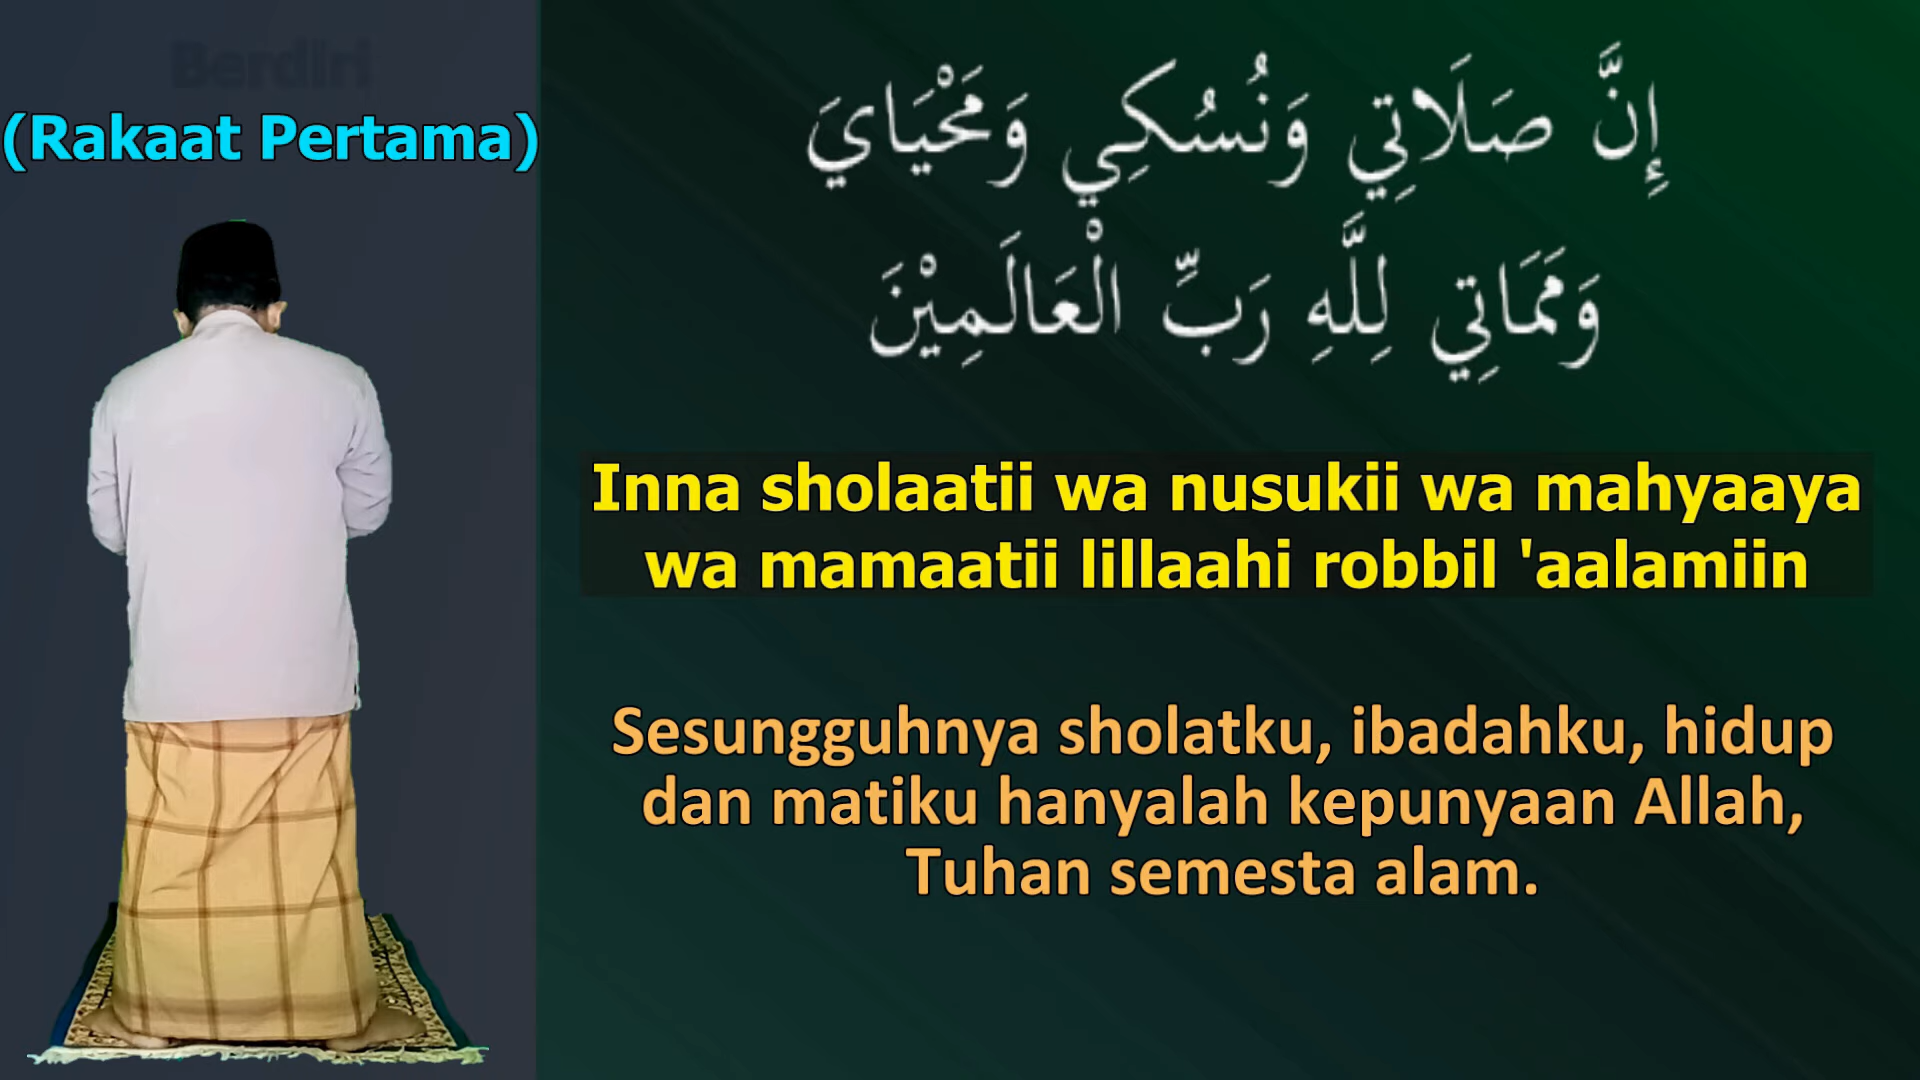 Berdiri
(Rakaat Pertama)
إِنَّ صَلَاتِي وَنُسُكِي وَمَحْيَايَ
وَمَمَاتِي لِلَّهِ رَبِّ الْعَالَمِيْنَ
Inna sholaatii wa nusukii wa mahyaaya
wa mamaatii lillaahi robbil 'aalamiin
Sesungguhnya sholatku, ibadahku, hidup
dan matiku hanyalah kepunyaan Allah,
Tuhan semesta alam.